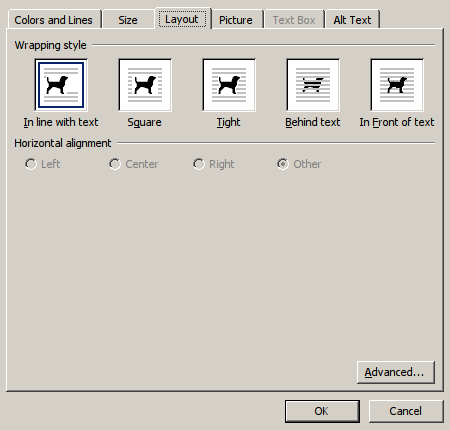 Colors and Lines Size Layout Picture Text Box Alt Text
Wrapping style
In line with text Square Tight Behind text In Front of text
Horizontal alignment
Left Center Right Other
Advanced...
OK Cancel